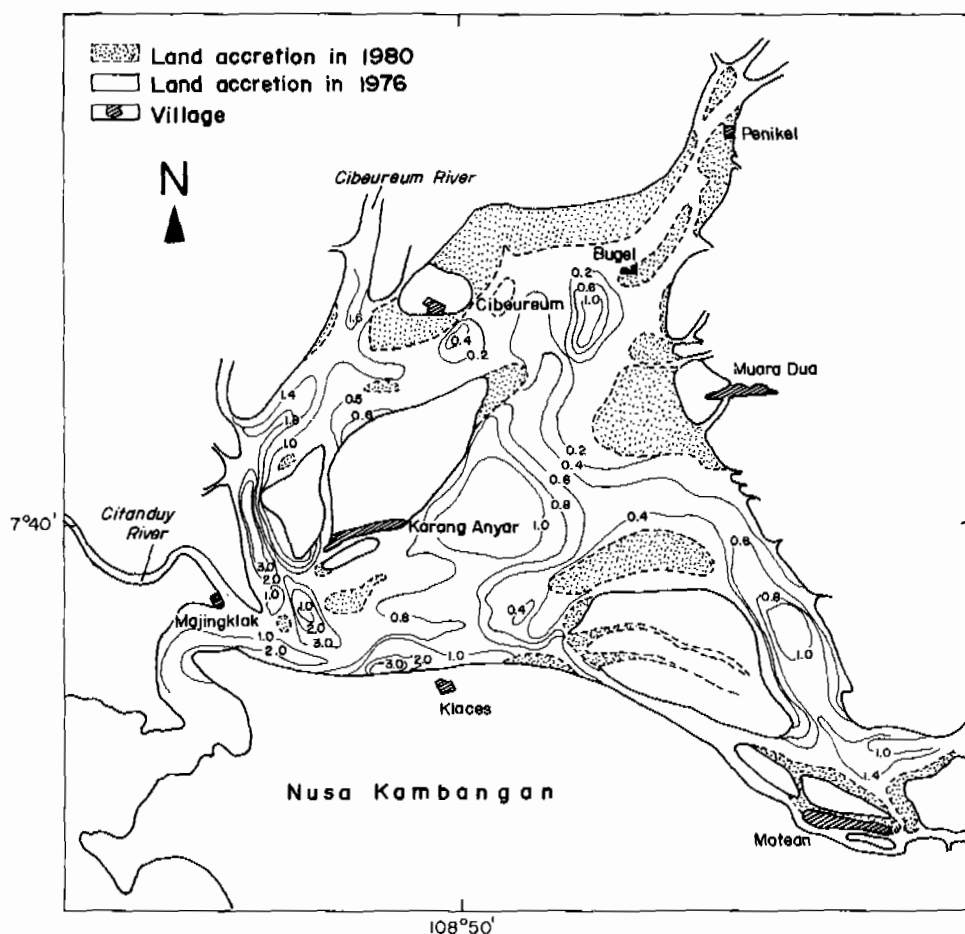 Land accretion in 1980
Land accretion in 1976
Village
N
Cibeureum River
Penikel
Bugel
0.2
0.6
1.0
Cibeureum
1.6
0.4
0.2
Muara Dua
1.4
0.5
0.6
1.8
1.0
0.2
0.4
0.6
0.8
1.0
7°40'
Citanduy
River
Karang Anyar
0.4
0.6
3.0
2.0
1.0
1.0
2.0
3.0
0.4
0.8
0.8
1.0
Majingklak
1.0
2.0
3.0
2.0
1.0
Klaces
1.0
1.4
Nusa Kambangan
Motean
108°50'